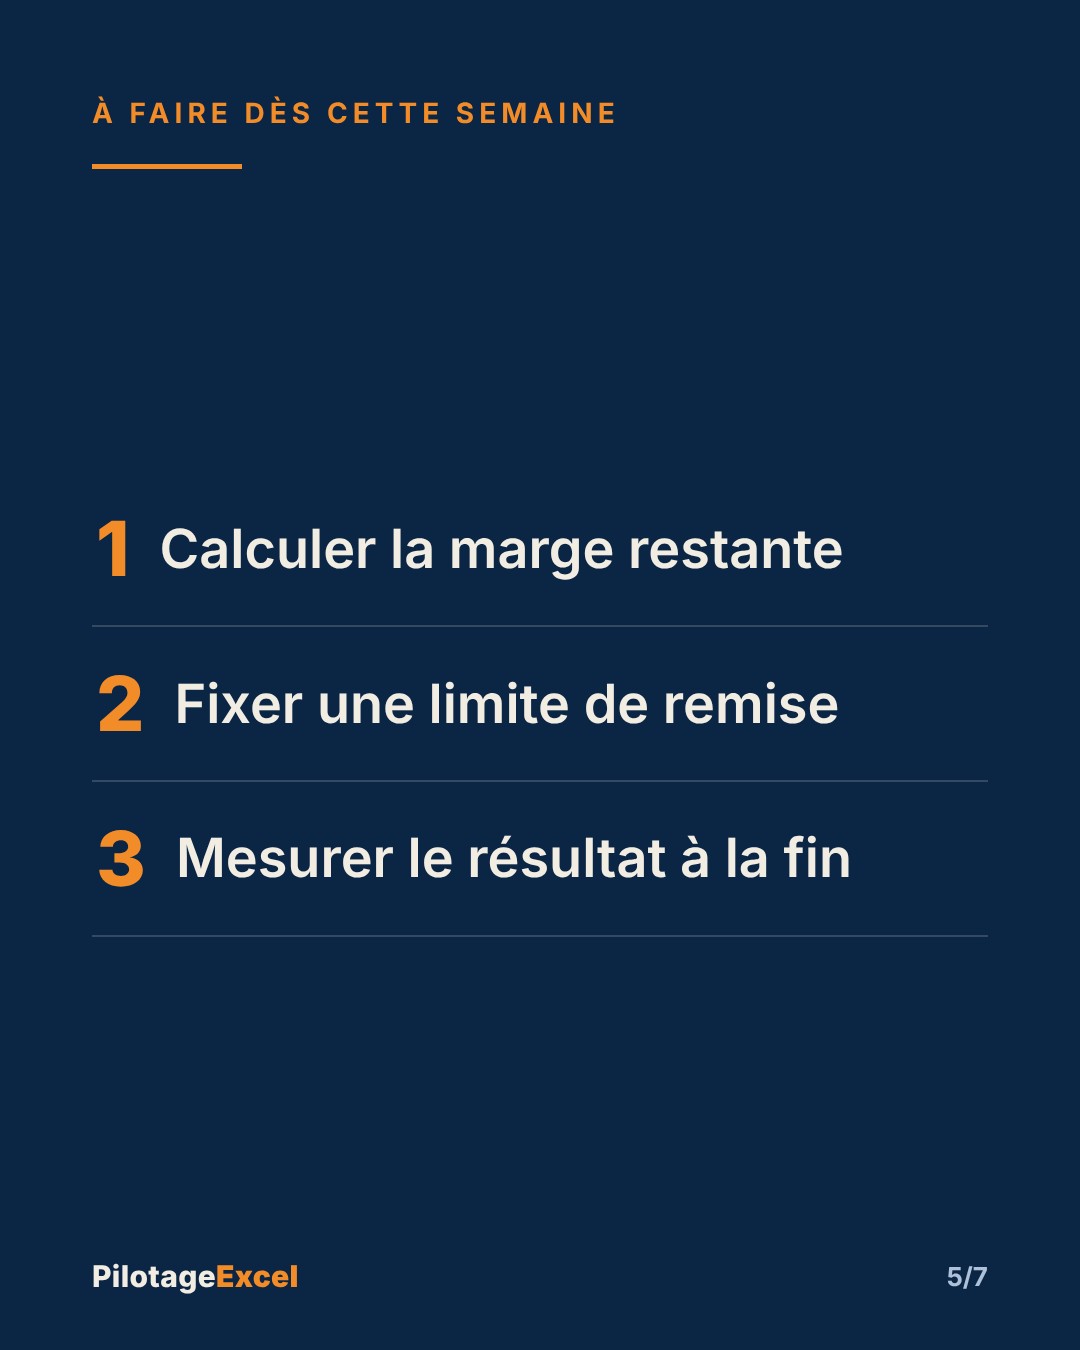 À FAIRE DÈS CETTE SEMAINE
1 Calculer la marge restante
2 Fixer une limite de remise
3 Mesurer le résultat à la fin
PilotageExcel
5/7